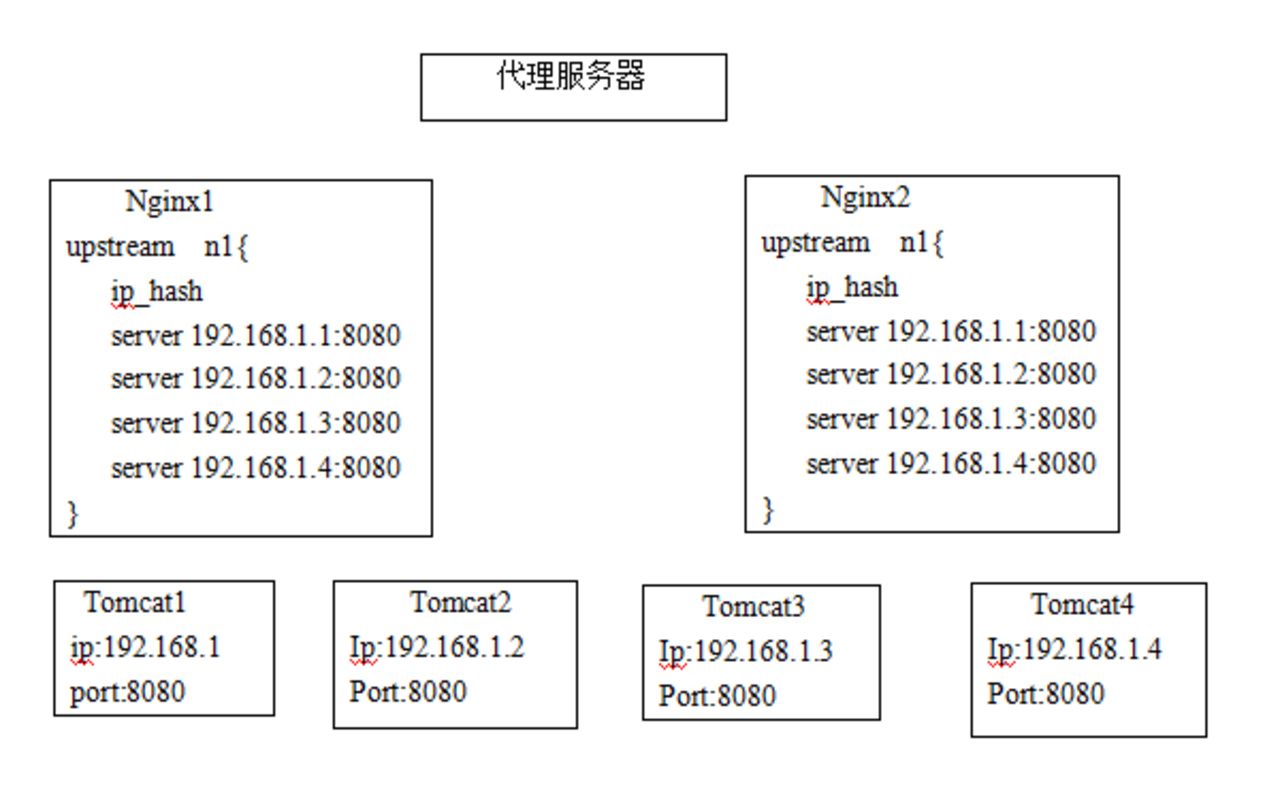 代理服务器
Nginx1
upstream n1{
ip_hash
server 192.168.1.1:8080
server 192.168.1.2:8080
server 192.168.1.3:8080
server 192.168.1.4:8080
}
Nginx2
upstream n1{
ip_hash
server 192.168.1.1:8080
server 192.168.1.2:8080
server 192.168.1.3:8080
server 192.168.1.4:8080
}
Tomcat1
ip:192.168.1
port:8080
Tomcat2
Ip:192.168.1.2
Port:8080
Tomcat3
Ip:192.168.1.3
Port:8080
Tomcat4
Ip:192.168.1.4
Port:8080